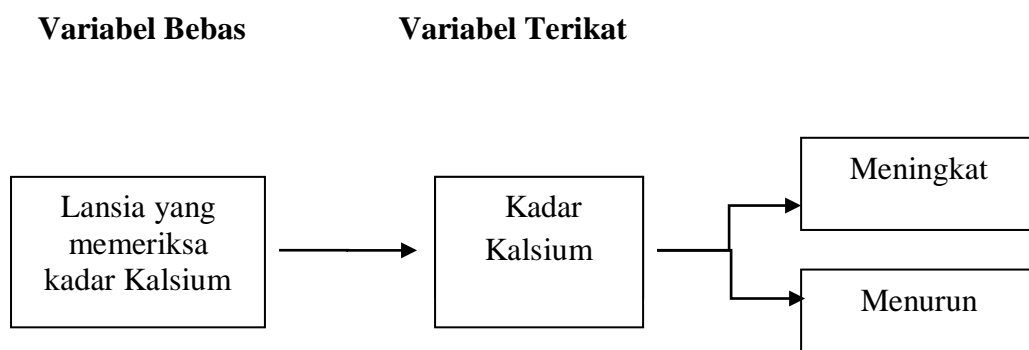 Variabel Bebas Variabel Terikat
Lansia yang
memeriksa
kadar Kalsium
Kadar
Kalsium
Meningkat
Menurun